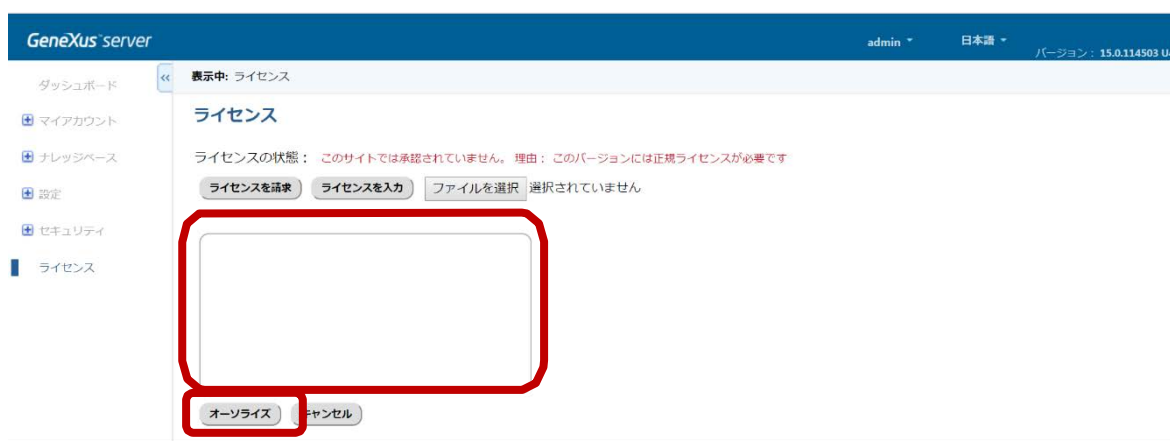 GeneXus™server
admin
日本語
バージョン： 15.0.114503
ダッシュボード
表示中: ライセンス
マイアカウント
ライセンス
ナレッジベース
ライセンスの状態： このサイトでは承認されていません。 理由： このバージョンには正規ライセンスが必要です
設定
ライセンスを請求 ライセンスを入力 ファイルを選択 選択されていません
セキュリティ
ライセンス
オーソライズ キャンセル